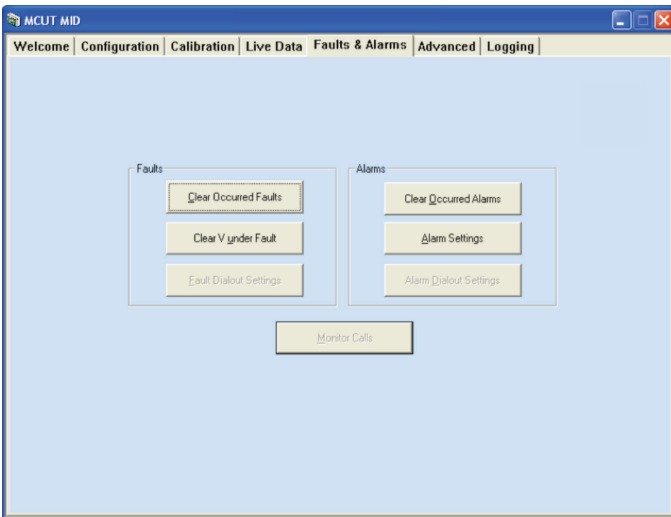 MCUT MID
Welcome Configuration Calibration Live Data Faults & Alarms Advanced Logging
Faults
Clear Occurred Faults
Clear V under Fault
Fault Dialout Settings
Alarms
Clear Occurred Alarms
Alarm Settings
Alarm Dialout Settings
Monitor Calls